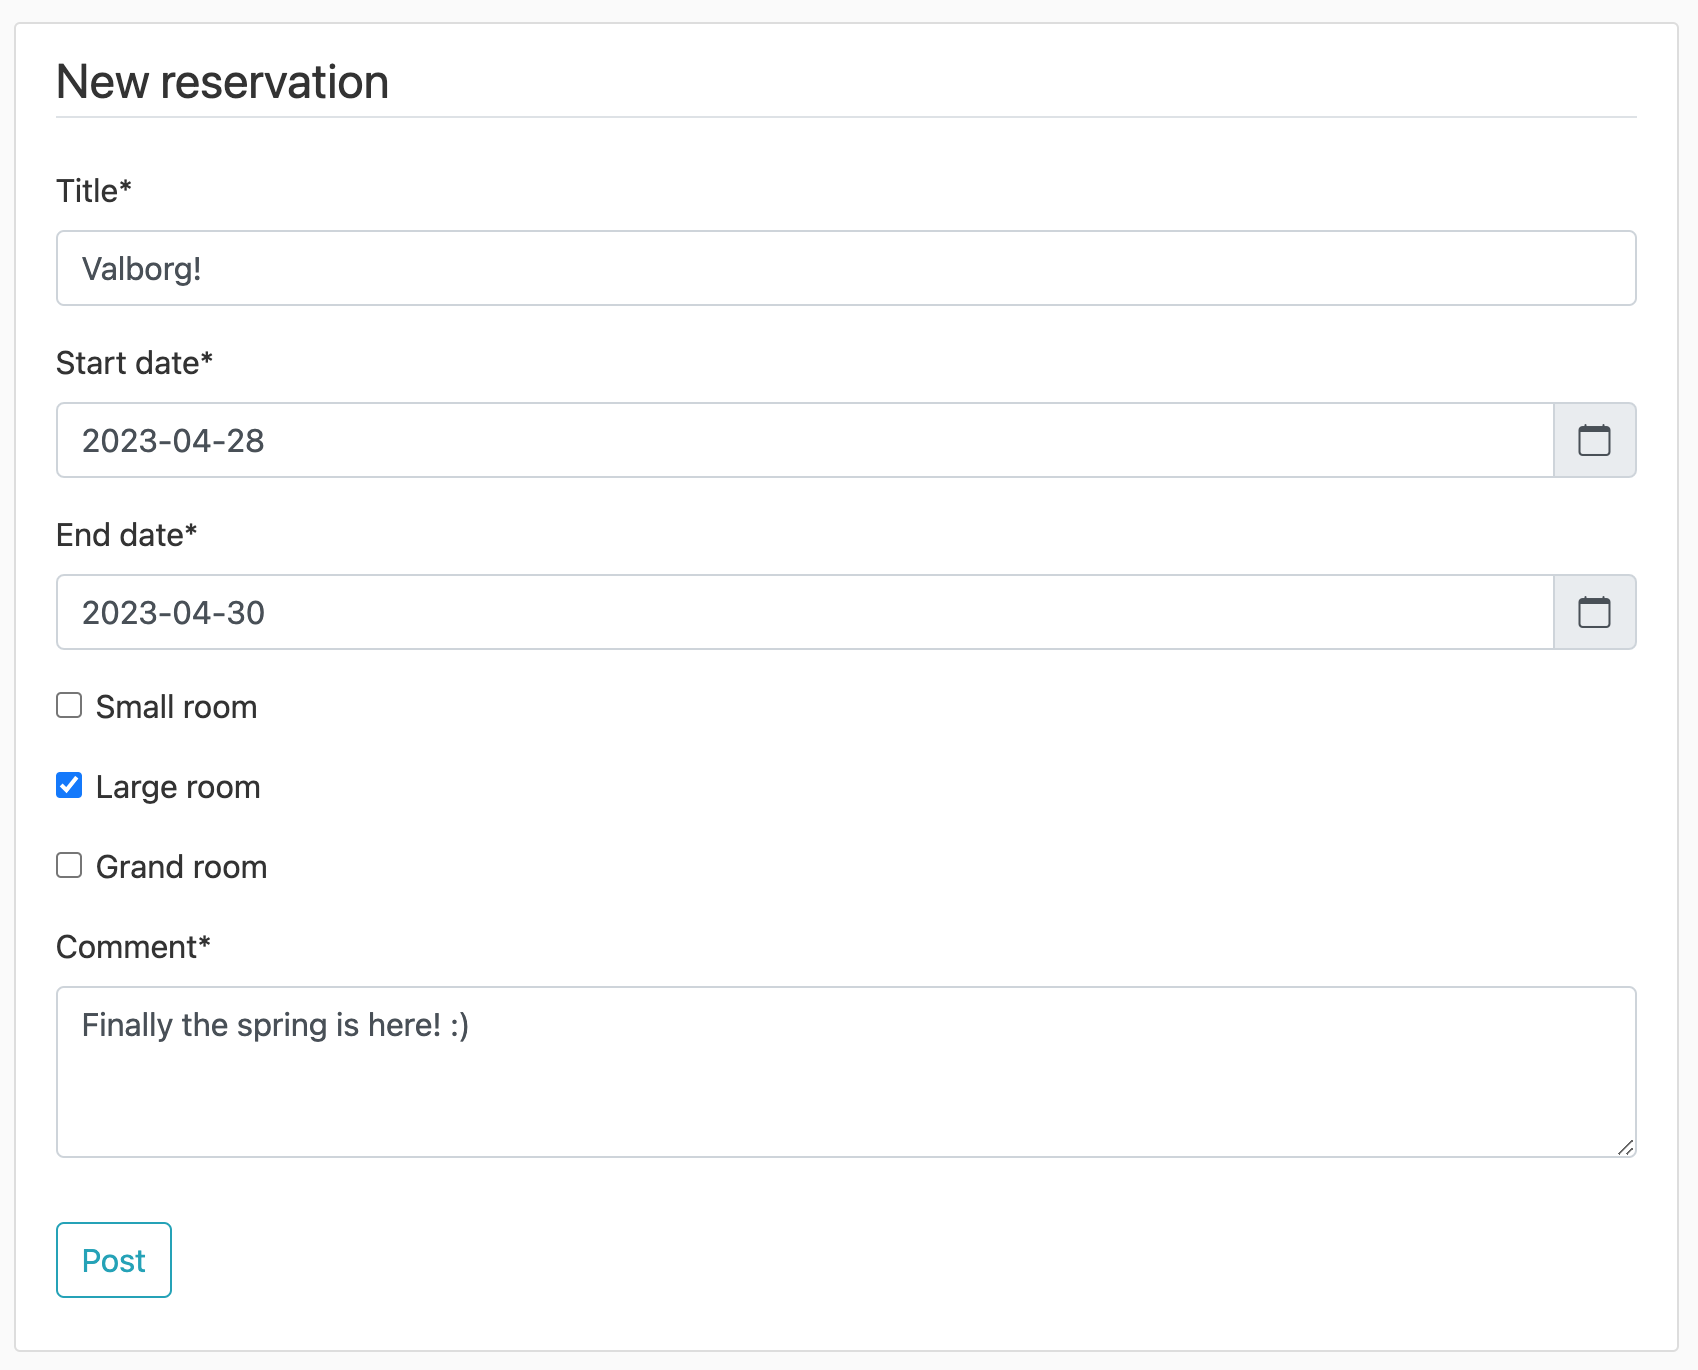 New reservation
Title*
Valborg!
Start date*
2023-04-28
End date*
2023-04-30
Small room
Large room
Grand room
Comment*
Finally the spring is here! :)
Post